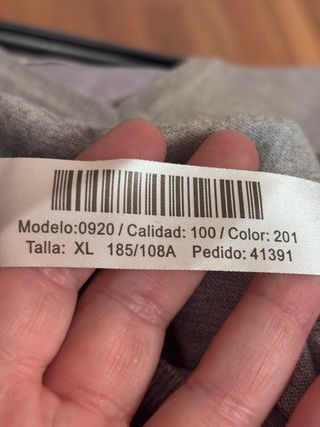 Modelo:0920 / Calidad: 100 / Color: 201
Talla: XL 185/108A Pedido: 41391